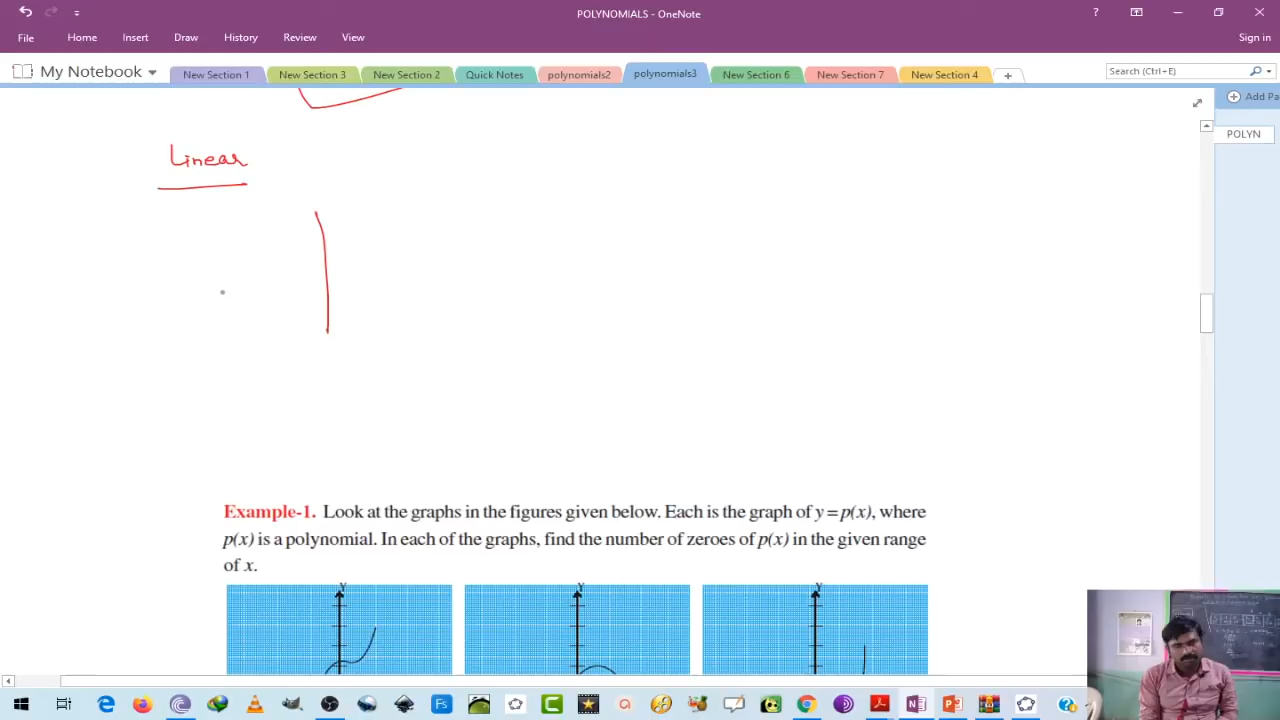 POLYNOMIALS - OneNote
?
File Home Insert Draw History Review View
Sign in
My Notebook
New Section 1 New Section 3 New Section 2 Quick Notes polynomials2 polynomials3 New Section 6 New Section 7 New Section 4 +
Search (Ctrl+E)
Add Pa
POLYN
Linear
Example-1. Look at the graphs in the figures given below. Each is the graph of y = p(x), where
p(x) is a polynomial. In each of the graphs, find the number of zeroes of p(x) in the given range
of x.
Y Y Y